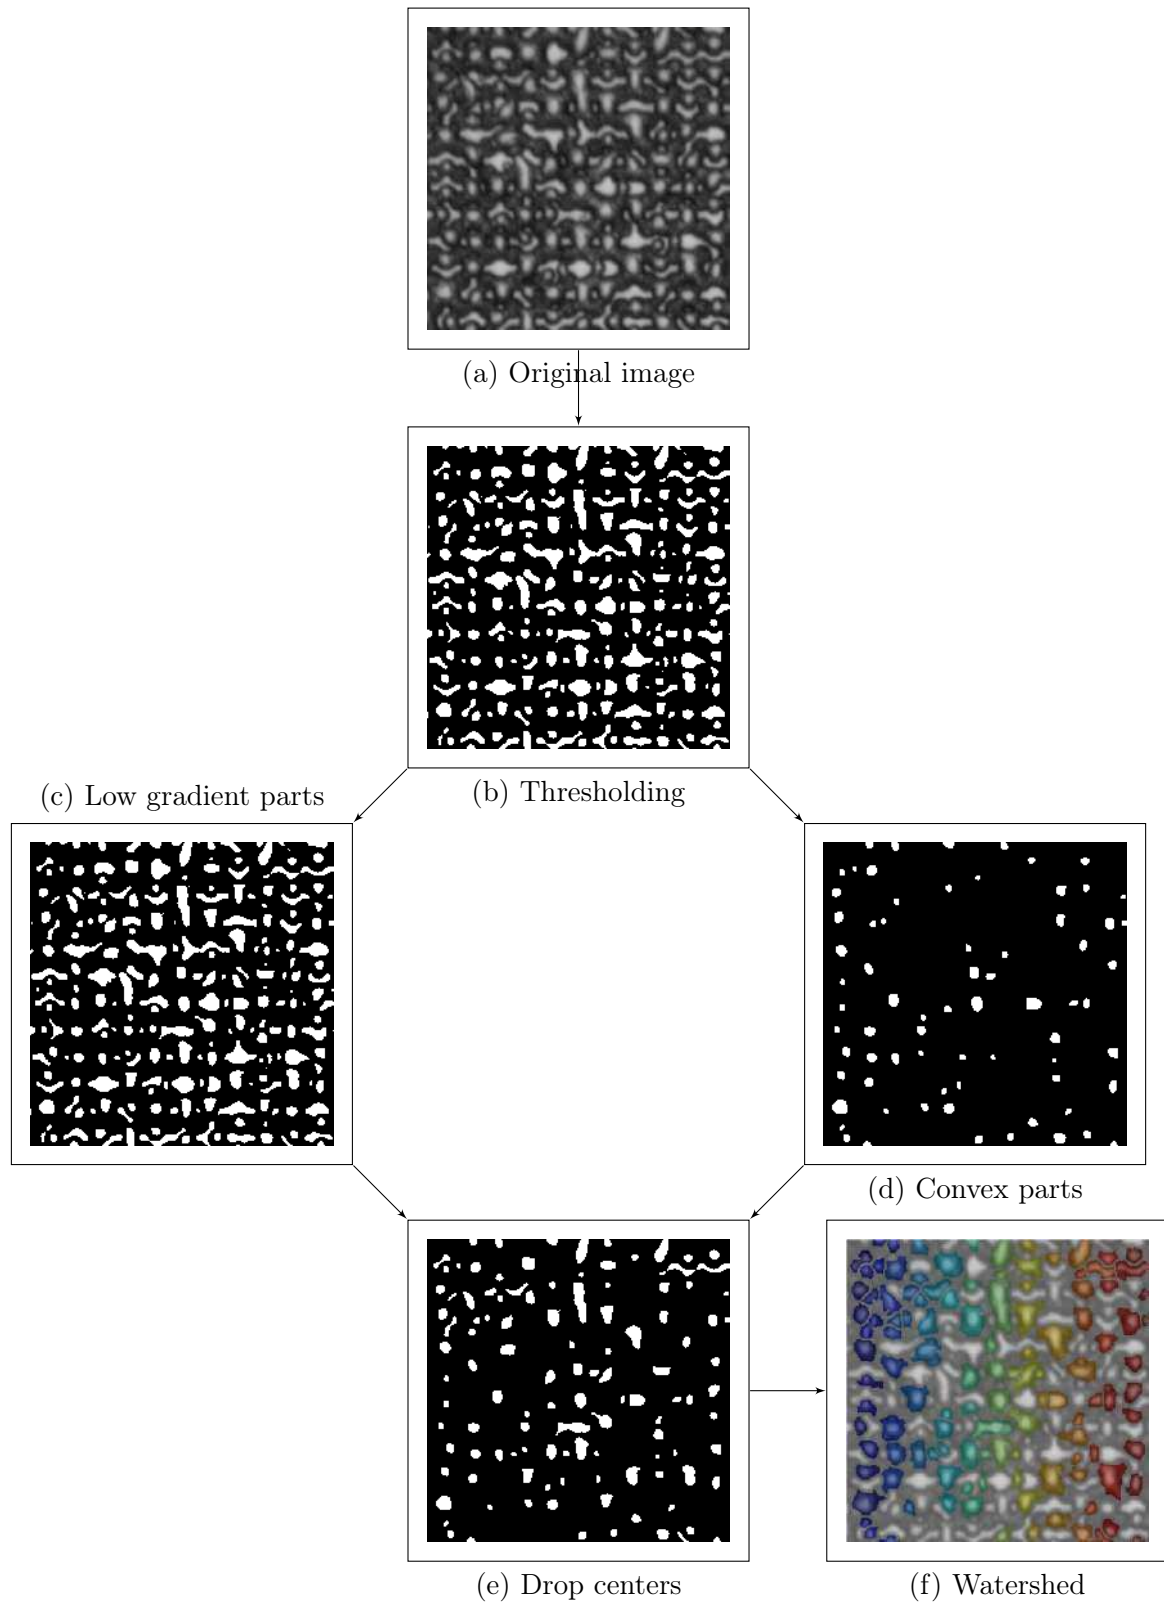 (a) Original image
(c) Low gradient parts
(b) Thresholding
(d) Convex parts
(e) Drop centers
(f) Watershed